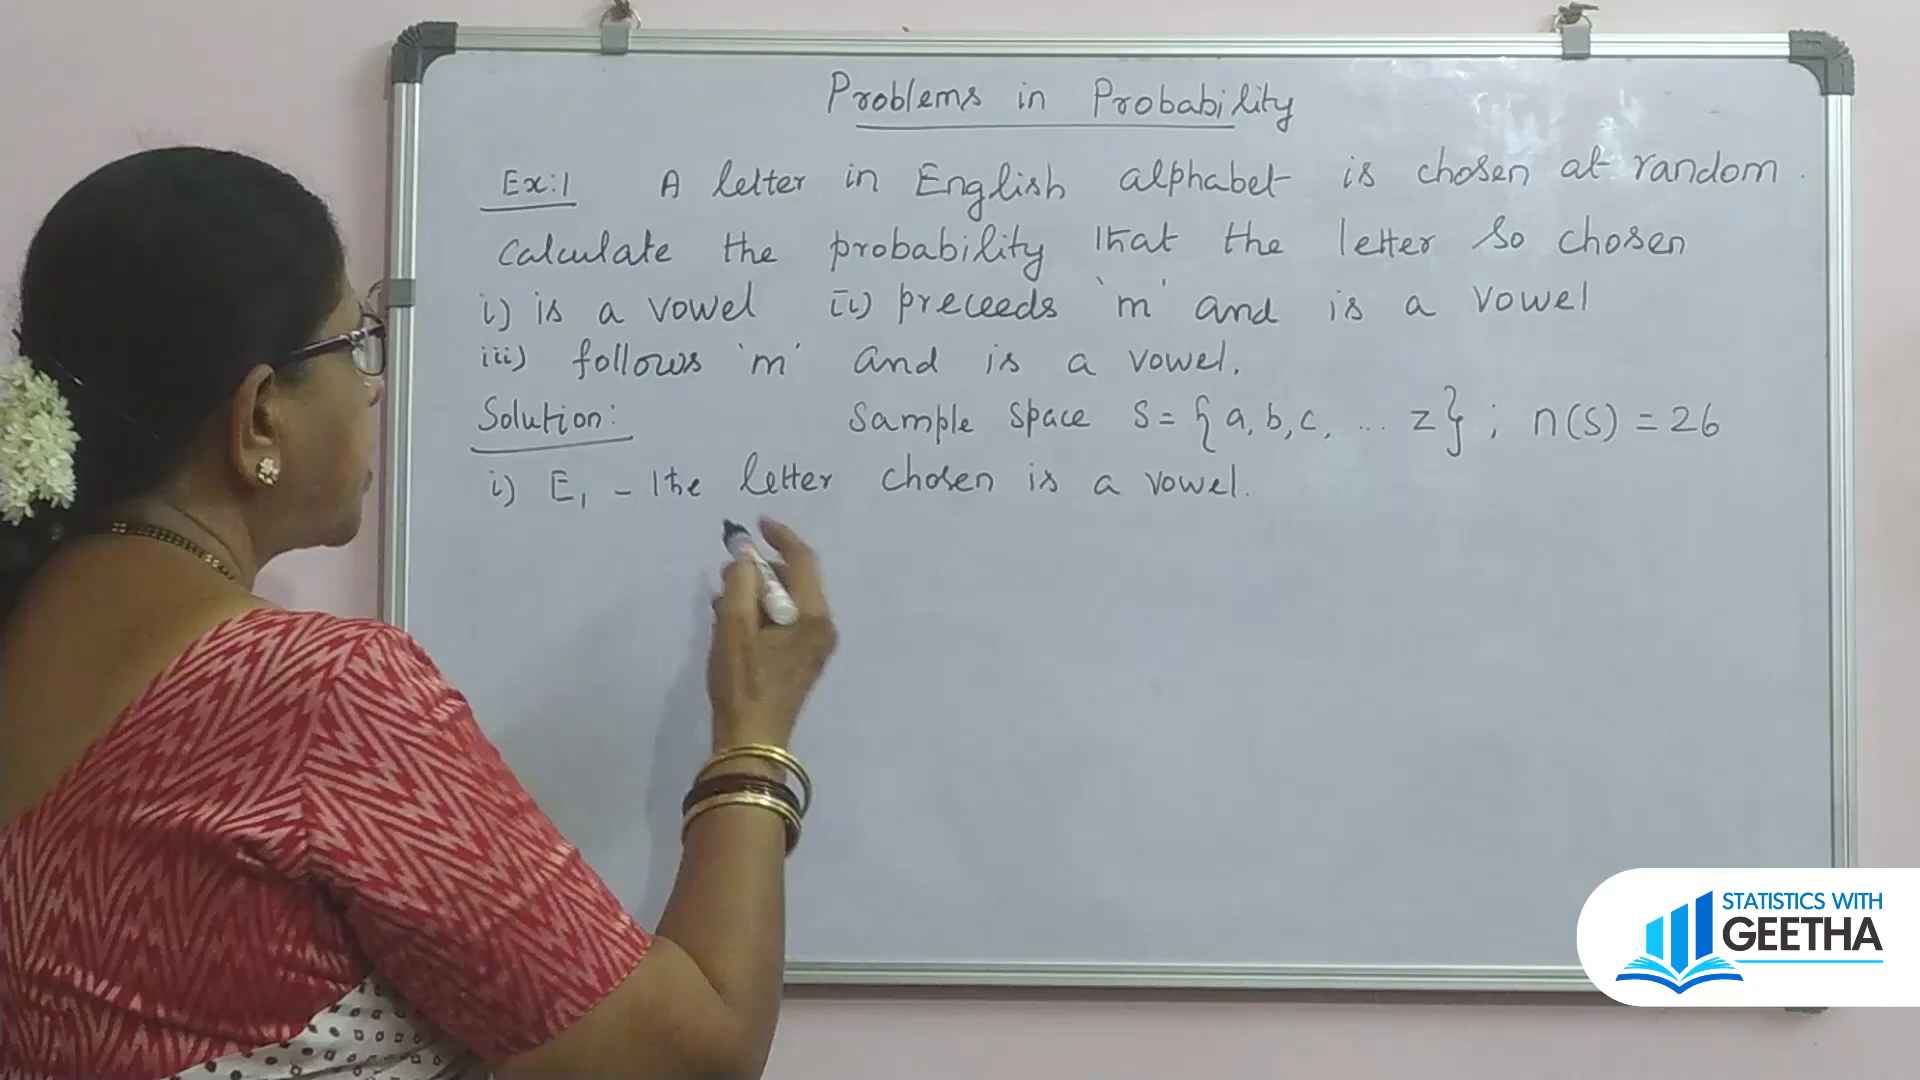 Problems in Probability
Ex:1 A letter in English alphabet is chosen at random.
Calculate the probability that the letter so chosen
i) is a vowel ii) preceeds 'm' and is a vowel
iii) follows 'm' and is a vowel.
Solution: Sample space S = {a, b, c, ... z} ; n(S) = 26
i) E₁ - the letter chosen is a vowel.
STATISTICS WITH
GEETHA